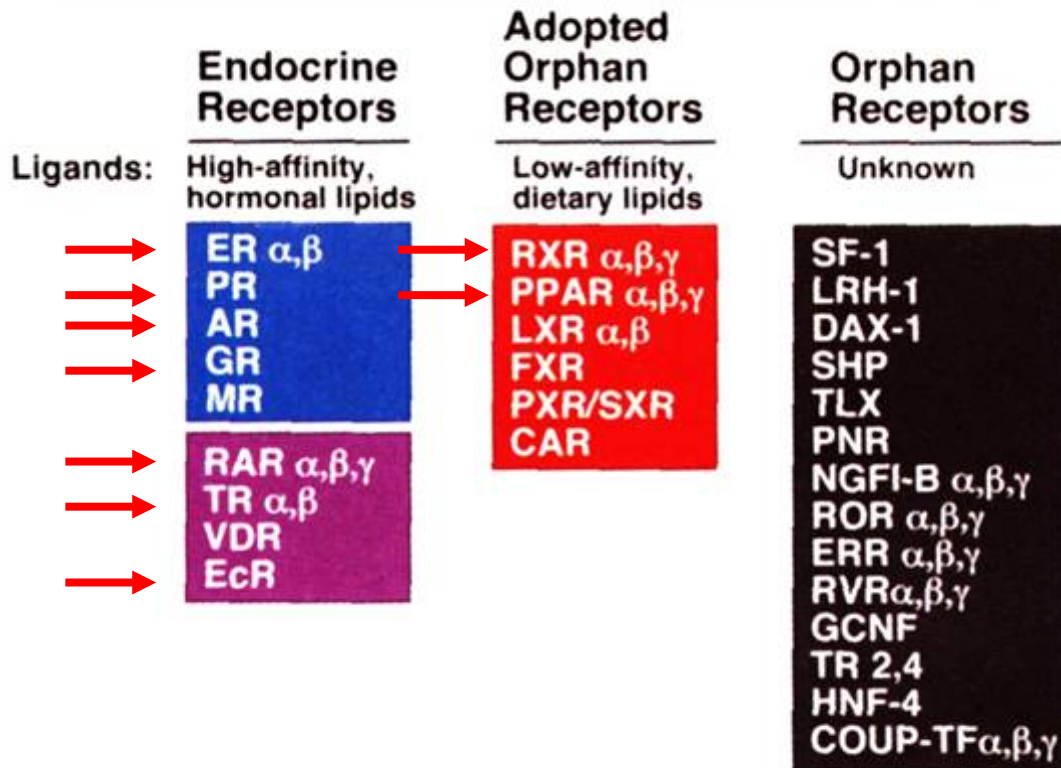 Endocrine
Receptors
Adopted
Orphan
Receptors
Orphan
Receptors
Ligands:
High-affinity,
hormonal lipids
Low-affinity,
dietary lipids
Unknown
ER α,β
PR
AR
GR
MR
RAR α,β,γ
TR α,β
VDR
EcR
RXR α,β,γ
PPAR α,β,γ
LXR α,β
FXR
PXR/SXR
CAR
SF-1
LRH-1
DAX-1
SHP
TLX
PNR
NGFI-B α,β,γ
ROR α,β,γ
ERR α,β,γ
RVRα,β,γ
GCNF
TR 2,4
HNF-4
COUP-TFα,β,γ